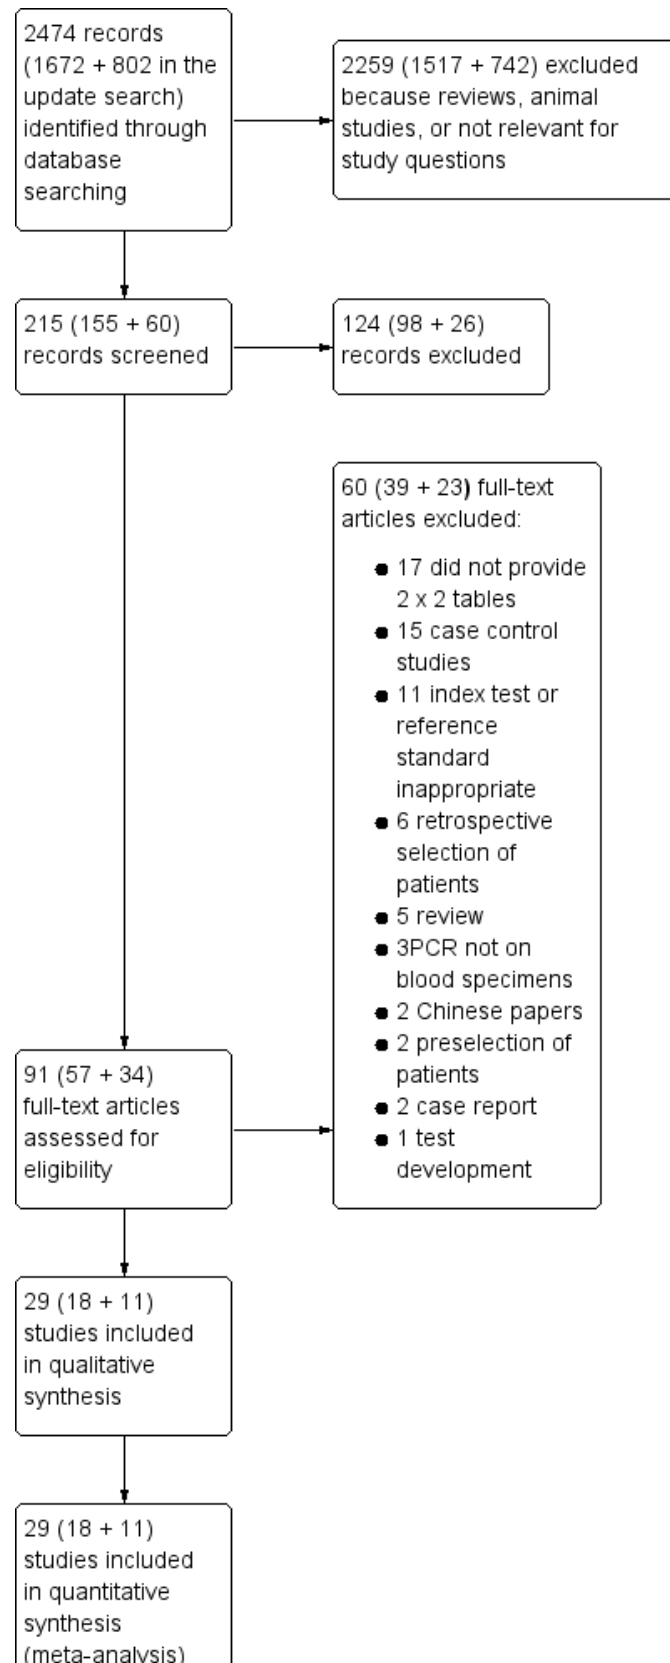 2474 records
(1672 + 802 in the
update search)
identified through
database
searching
2259 (1517 + 742) excluded
because reviews, animal
studies, or not relevant for
study questions
215 (155 + 60)
records screened
124 (98 + 26)
records excluded
60 (39 + 23) full-text
articles excluded:
● 17 did not provide
2 x 2 tables
● 15 case control
studies
● 11 index test or
reference
standard
inappropriate
● 6 retrospective
selection of
patients
● 5 review
● 3PCR not on
blood specimens
● 2 Chinese papers
● 2 preselection of
patients
● 2 case report
● 1 test
development
91 (57 + 34)
full-text articles
assessed for
eligibility
29 (18 + 11)
studies included
in qualitative
synthesis
29 (18 + 11)
studies included
in quantitative
synthesis
(meta-analysis)